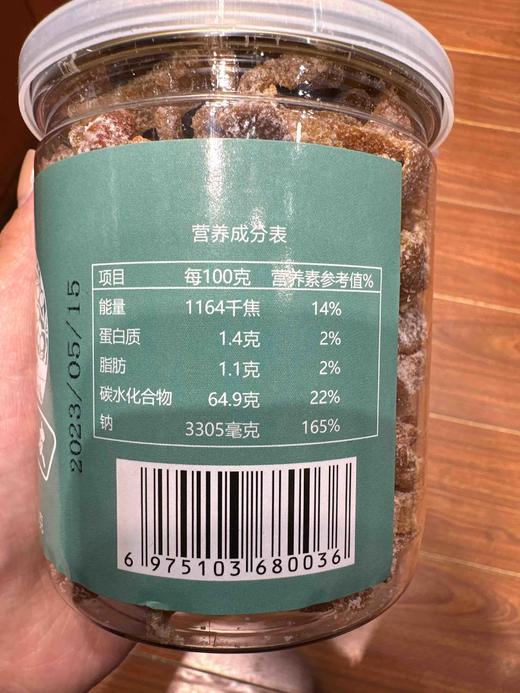 营养成分表
项目 每100克 营养素参考值%
能量 1164千焦 14%
蛋白质 1.4克 2%
脂肪 1.1克 2%
碳水化合物 64.9克 22%
钠 3305毫克 165%
6 975103 680036
2023/05/15